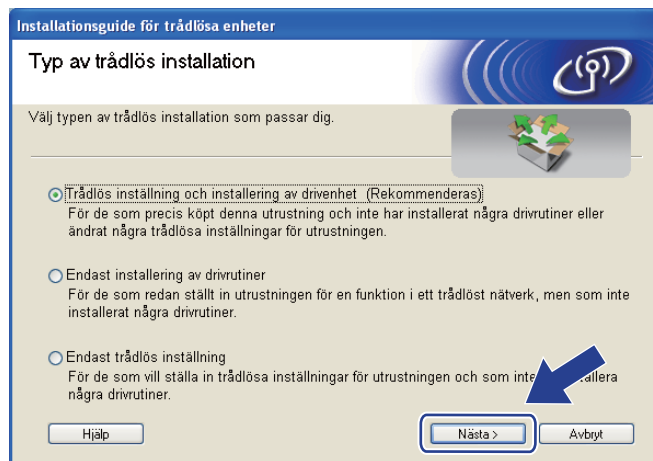 Installationsguide för trådlösa enheter
Typ av trådlös installation
Välj typen av trådlös installation som passar dig.
Trådlös inställning och installering av drivenhet (Rekommenderas)
För de som precis köpt denna utrustning och inte har installerat några drivrutiner eller
ändrat några trådlösa inställningar för utrustningen.
Endast installering av drivrutiner
För de som redan ställt in utrustningen för en funktion i ett trådlöst nätverk, men som inte
installerat några drivrutiner.
Endast trådlös inställning
För de som vill ställa in trådlösa inställningar för utrustningen och som
några drivrutiner.
Hjälp
Nästa >
Avbryt